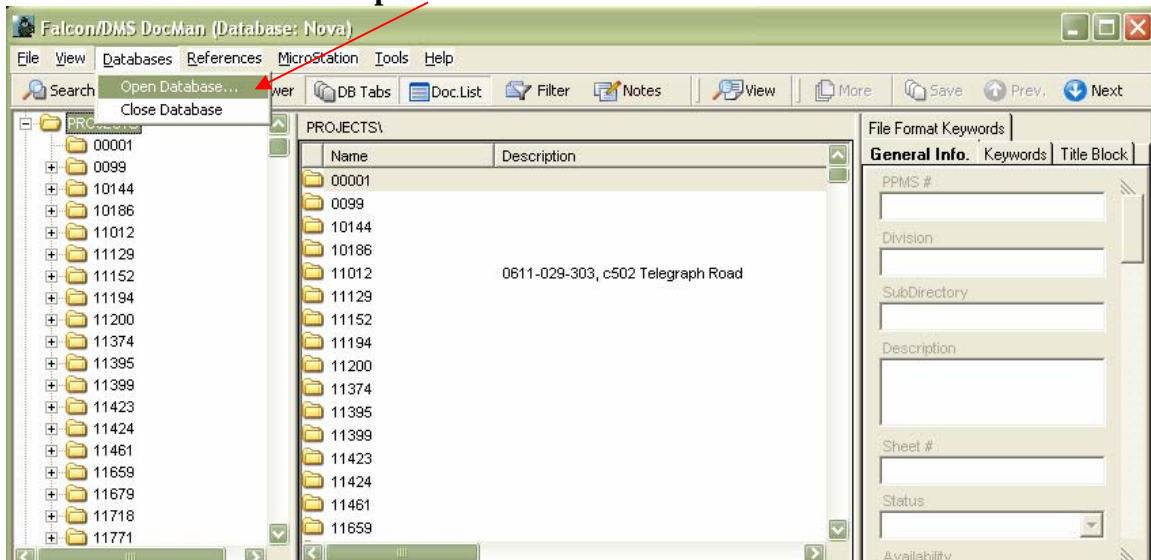 Falcon/DMS DocMan (Database: Nova)
File View Databases References MicroStation Tools Help
Search DB Tabs Doc.List Filter Notes View More Save Prev. Next
Open Database...
Close Database
PROJECTS
00001
0099
10144
10186
11012
11129
11152
11194
11200
11374
11395
11399
11423
11424
11461
11659
11679
11718
11771
PROJECTS\
Name Description
00001
0099
10144
10186
11012 0611-029-303, c502 Telegraph Road
11129
11152
11194
11200
11374
11395
11399
11423
11424
11461
11659
File Format Keywords
General Info. Keywords Title Block
PPMS #
Division
SubDirectory
Description
Sheet #
Status
Availability